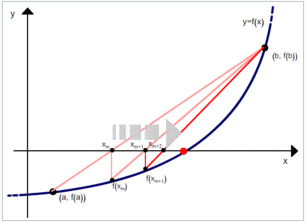 y
y=f(x)
(b, f(b))
xₘ xₘ₊₁ xₘ₊₂
x
f(xₘ)
f(xₘ₊₁)
(a, f(a))